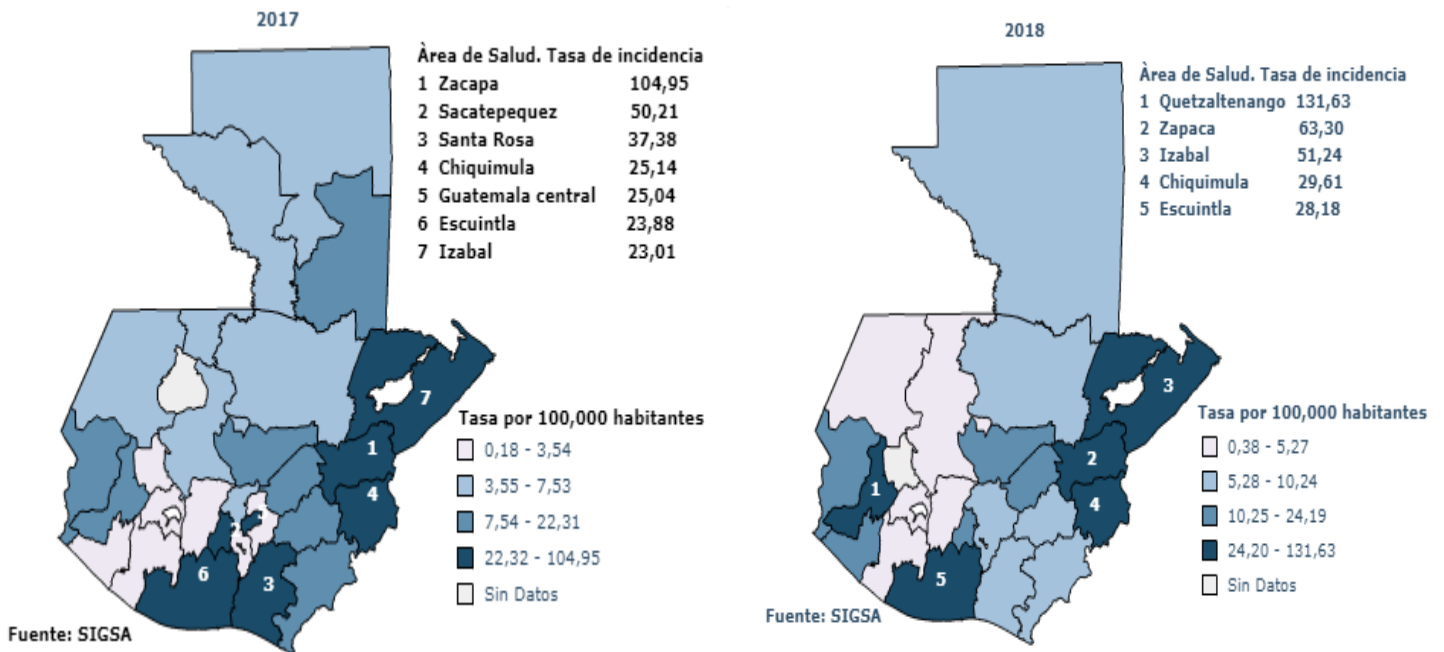 2017
Àrea de Salud. Tasa de incidencia
1 Zacapa 104,95
2 Sacatepequez 50,21
3 Santa Rosa 37,38
4 Chiquimula 25,14
5 Guatemala central 25,04
6 Escuintla 23,88
7 Izabal 23,01
7
1
4
6
3
Tasa por 100,000 habitantes
0,18 - 3,54
3,55 - 7,53
7,54 - 22,31
22,32 - 104,95
Sin Datos
Fuente: SIGSA
2018
Àrea de Salud. Tasa de incidencia
1 Quetzaltenango 131,63
2 Zapaca 63,30
3 Izabal 51,24
4 Chiquimula 29,61
5 Escuintla 28,18
3
2
1
4
5
Tasa por 100,000 habitantes
0,38 - 5,27
5,28 - 10,24
10,25 - 24,19
24,20 - 131,63
Sin Datos
Fuente: SIGSA